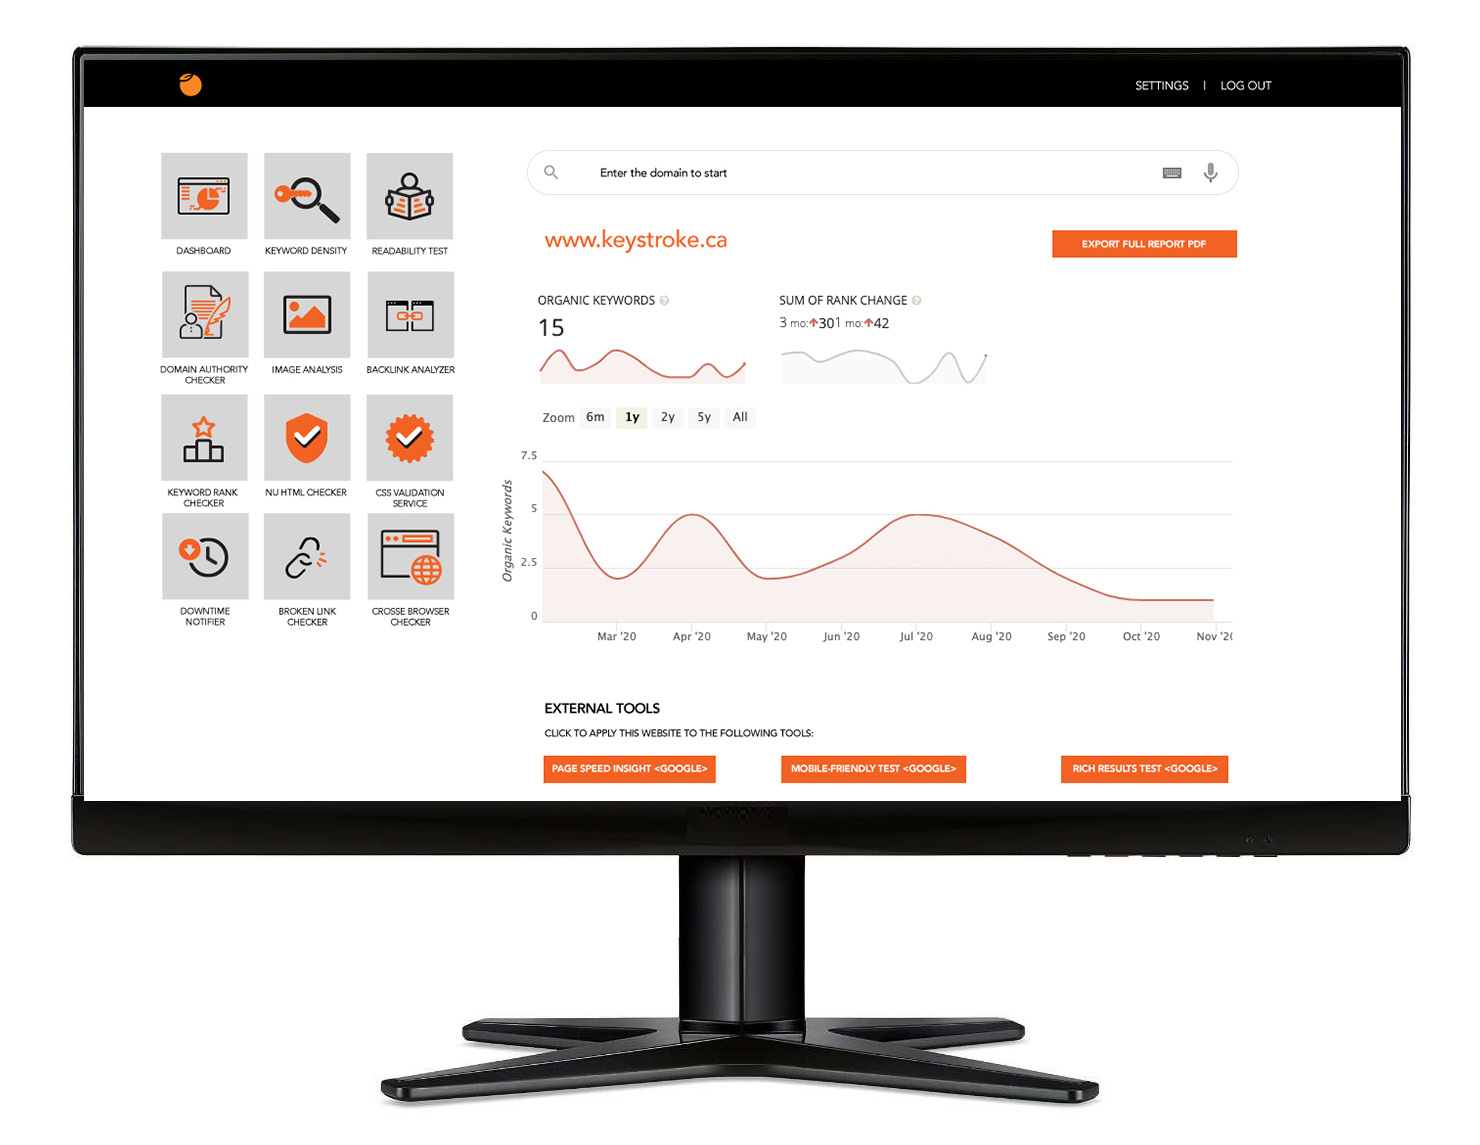 SETTINGS | LOG OUT
Enter the domain to start
www.keystroke.ca
EXPORT FULL REPORT PDF
DASHBOARD
KEYWORD DENSITY
READABILITY TEST
DOMAIN AUTHORITY
CHECKER
IMAGE ANALYSIS
BACKLINK ANALYZER
KEYWORD RANK
CHECKER
NU HTML CHECKER
CSS VALIDATION
SERVICE
DOWNTIME
NOTIFIER
BROKEN LINK
CHECKER
CROSSE BROWSER
CHECKER
ORGANIC KEYWORDS ?
15
SUM OF RANK CHANGE ?
3 mo:301 mo:42
Zoom 6m 1y 2y 5y All
Organic Keywords
7.5
5
2.5
0
Mar '20 Apr '20 May '20 Jun '20 Jul '20 Aug '20 Sep '20 Oct '20 Nov '20
EXTERNAL TOOLS
CLICK TO APPLY THIS WEBSITE TO THE FOLLOWING TOOLS:
PAGE SPEED INSIGHT <GOOGLE>
MOBILE-FRIENDLY TEST <GOOGLE>
RICH RESULTS TEST <GOOGLE>